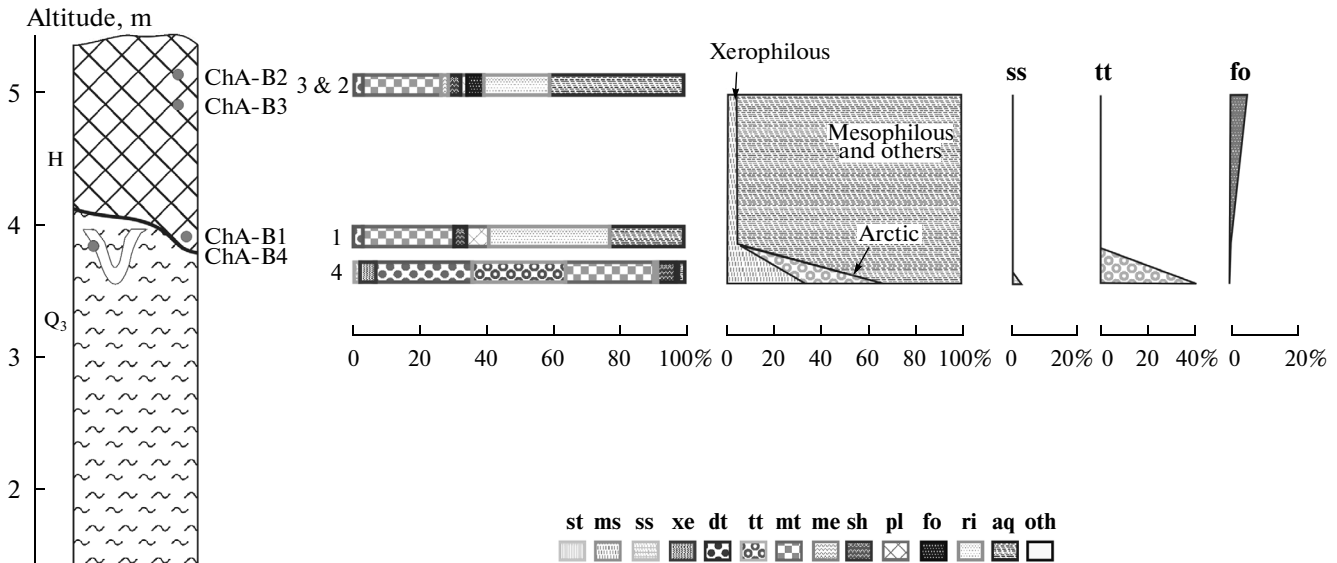 Altitude, m
5
4
3
2
H
Q3
ChA-B2
ChA-B3
ChA-B1
ChA-B4
3 & 2
1
4
0 20 40 60 80 100%
Xerophilous
Mesophilous
and others
Arctic
0 20 40 60 80 100%
ss tt fo
0 20%
0 40%
0 20%
st ms ss xe dt tt mt me sh pl fo ri aq oth